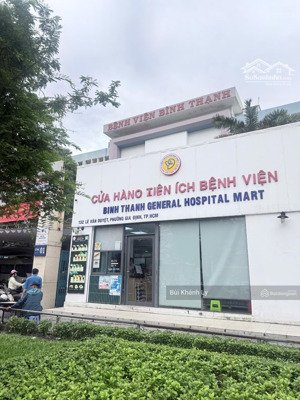 BỆNH VIỆN BÌNH THẠNH
CỬA HÀNG TIỆN ÍCH BỆNH VIỆN
BINH THANH GENERAL HOSPITAL MART
132 LÊ VĂN DUYỆT, PHƯỜNG GIA ĐỊNH, TP.HCM
Bùi Khánh Ly
Batdongsan